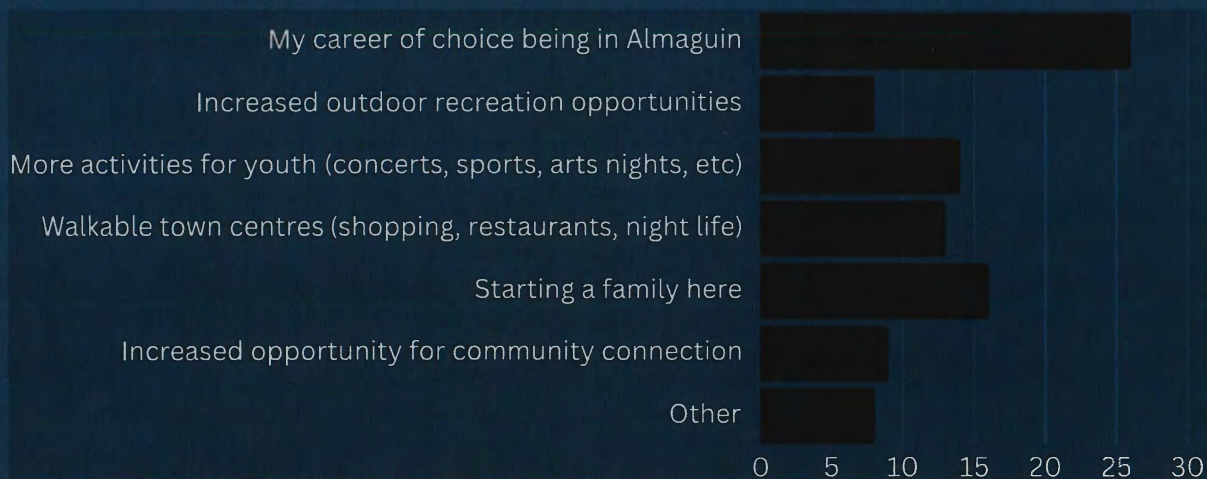 My career of choice being in Almaguin
Increased outdoor recreation opportunities
More activities for youth (concerts, sports, arts nights, etc)
Walkable town centres (shopping, restaurants, night life)
Starting a family here
Increased opportunity for community connection
Other
0 5 10 15 20 25 30